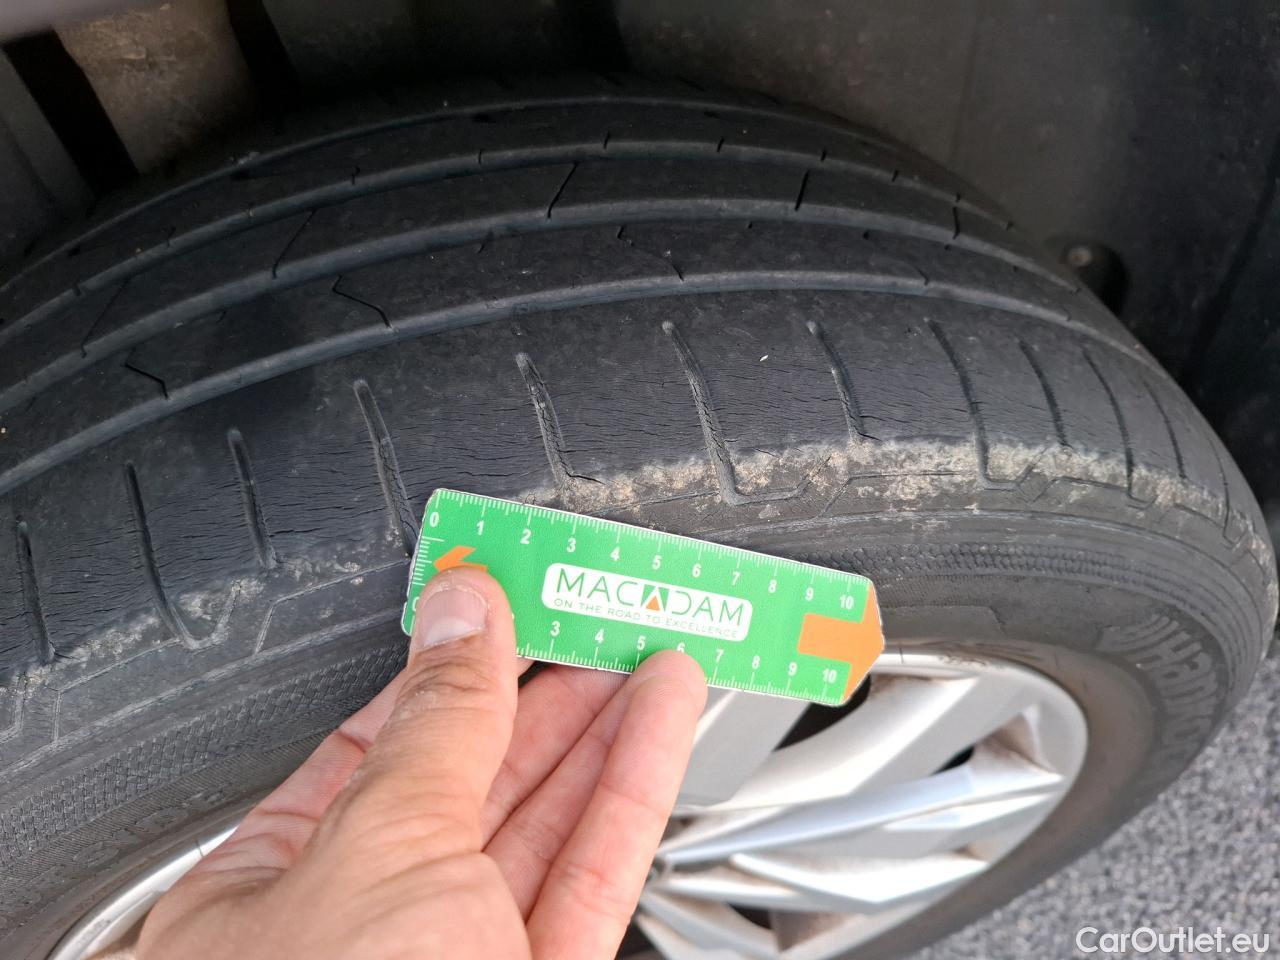 0 1 2 3 4 5 6 7 8 9 10
MACADAM
ON THE ROAD TO EXCELLENCE
0 3 4 5 6 7 8 9 10
CarOutlet.eu